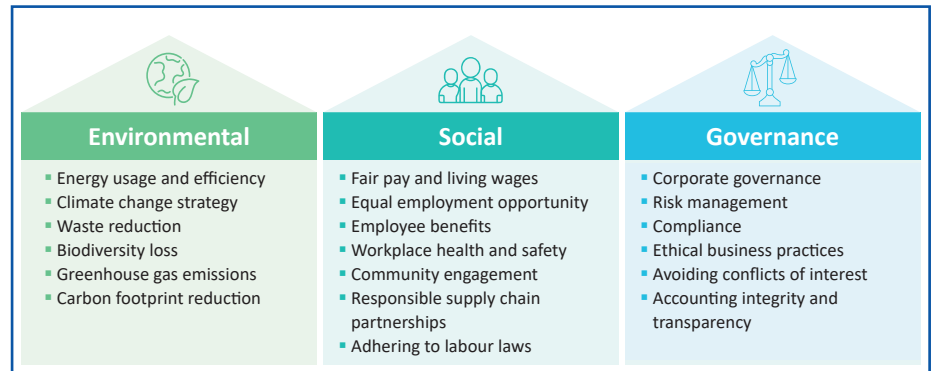 Environmental
▪ Energy usage and efficiency
▪ Climate change strategy
▪ Waste reduction
▪ Biodiversity loss
▪ Greenhouse gas emissions
▪ Carbon footprint reduction
Social
▪ Fair pay and living wages
▪ Equal employment opportunity
▪ Employee benefits
▪ Workplace health and safety
▪ Community engagement
▪ Responsible supply chain
partnerships
▪ Adhering to labour laws
Governance
▪ Corporate governance
▪ Risk management
▪ Compliance
▪ Ethical business practices
▪ Avoiding conflicts of interest
▪ Accounting integrity and
transparency